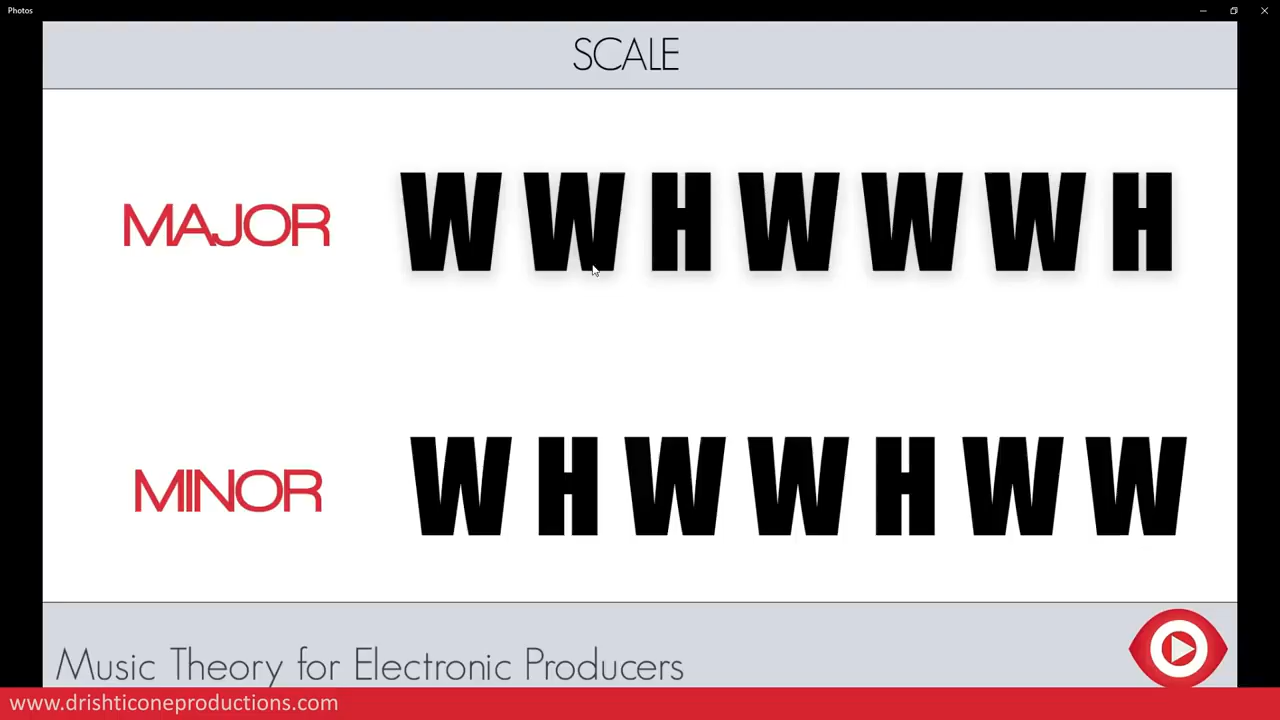 Photos
SCALE
MAJOR W W H W W W H
MINOR W H W W H W W
Music Theory for Electronic Producers
www.drishticoneproductions.com